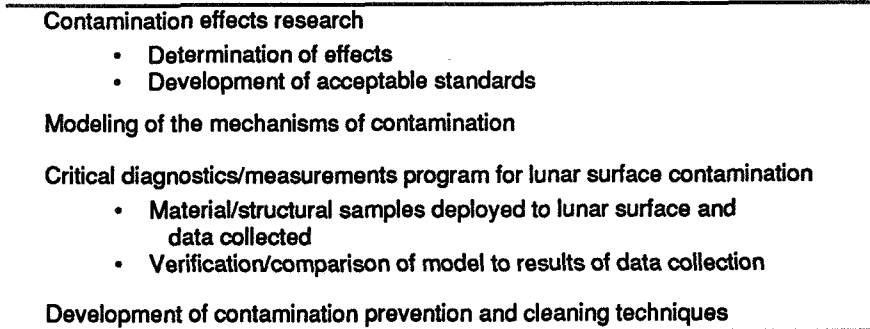 Contamination effects research
• Determination of effects
• Development of acceptable standards
Modeling of the mechanisms of contamination
Critical diagnostics/measurements program for lunar surface contamination
• Material/structural samples deployed to lunar surface and
data collected
• Verification/comparison of model to results of data collection
Development of contamination prevention and cleaning techniques